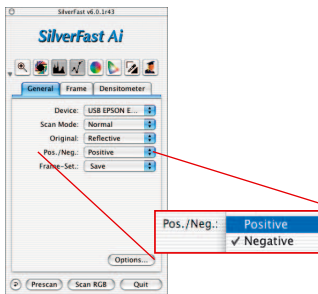 SilverFast v6.0.1r43
SilverFast Ai
General Frame Densitometer
Device: USB EPSON E...
Scan Mode: Normal
Original: Reflective
Pos./Neg.: Positive
Frame-Set.: Save
Pos./Neg.: Positive
✓ Negative
Options...
Prescan Scan RGB Quit